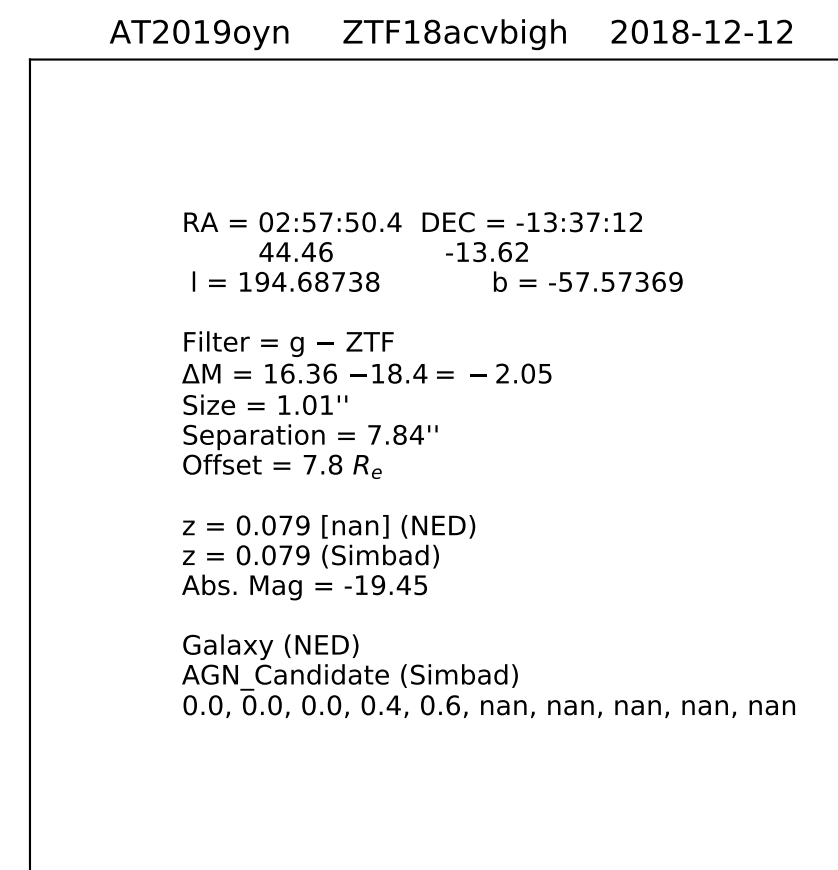 AT2019oyn ZTF18acvbigh 2018-12-12
RA = 02:57:50.4 DEC = -13:37:12
44.46 -13.62
l = 194.68738 b = -57.57369
Filter = g − ZTF
ΔM = 16.36 −18.4 = −2.05
Size = 1.01''
Separation = 7.84''
Offset = 7.8 Re
z = 0.079 [nan] (NED)
z = 0.079 (Simbad)
Abs. Mag = -19.45
Galaxy (NED)
AGN_Candidate (Simbad)
0.0, 0.0, 0.0, 0.4, 0.6, nan, nan, nan, nan, nan